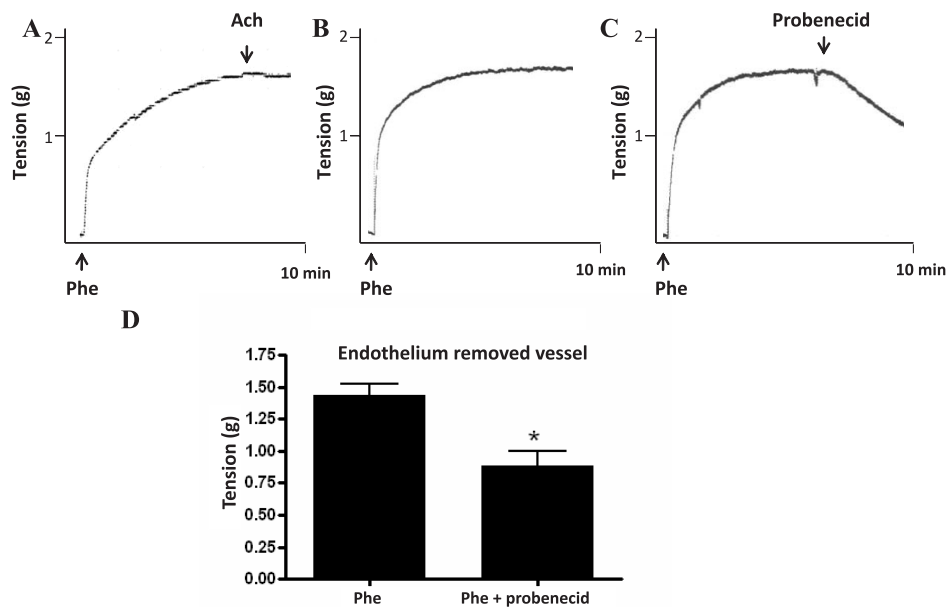 A
Ach
2
1
Tension (g)
10 min
Phe
B
2
1
Tension (g)
10 min
Phe
C
Probenecid
2
1
Tension (g)
10 min
Phe
D
Endothelium removed vessel
1.75
1.50
1.25
1.00
0.75
0.50
0.25
0.00
Tension (g)
*
Phe
Phe + probenecid